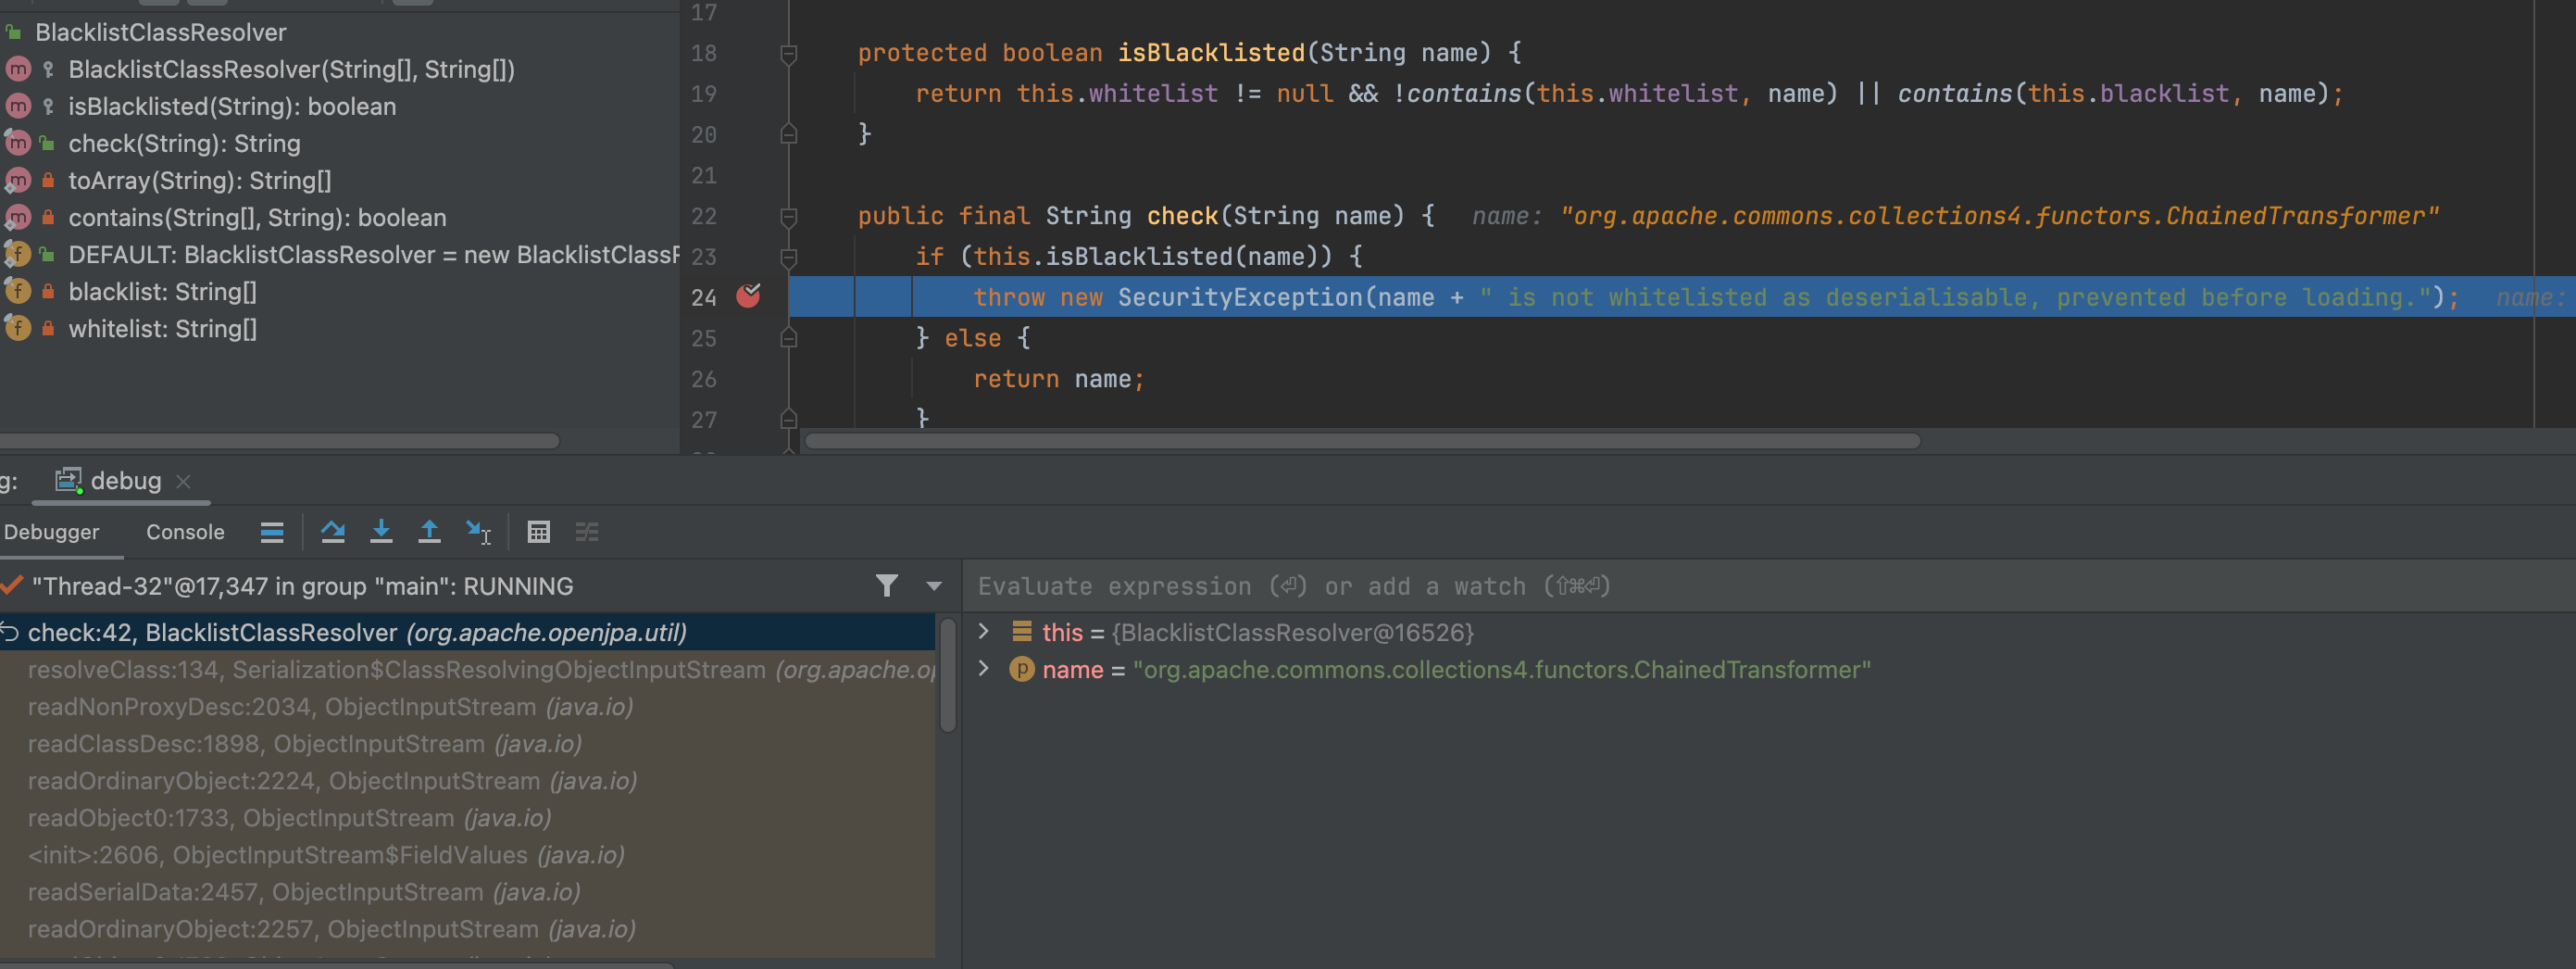 BlacklistClassResolver
BlacklistClassResolver(String[], String[])
isBlacklisted(String): boolean
check(String): String
toArray(String): String[]
contains(String[], String): boolean
DEFAULT: BlacklistClassResolver = new BlacklistClassR
blacklist: String[]
whitelist: String[]
17
18 protected boolean isBlacklisted(String name) {
19 return this.whitelist != null && !contains(this.whitelist, name) || contains(this.blacklist, name);
20 }
21
22 public final String check(String name) { name: "org.apache.commons.collections4.functors.ChainedTransformer"
23 if (this.isBlacklisted(name)) {
24 throw new SecurityException(name + " is not whitelisted as deserialisable, prevented before loading."); name:
25 } else {
26 return name;
27 }
g: debug
Debugger Console
"Thread-32"@17,347 in group "main": RUNNING
check:42, BlacklistClassResolver (org.apache.openjpa.util)
resolveClass:134, Serialization$ClassResolvingObjectInputStream (org.apache.op
readNonProxyDesc:2034, ObjectInputStream (java.io)
readClassDesc:1898, ObjectInputStream (java.io)
readOrdinaryObject:2224, ObjectInputStream (java.io)
readObject0:1733, ObjectInputStream (java.io)
<init>:2606, ObjectInputStream$FieldValues (java.io)
readSerialData:2457, ObjectInputStream (java.io)
readOrdinaryObject:2257, ObjectInputStream (java.io)
Evaluate expression (⏎) or add a watch (⇧⌘⏎)
this = {BlacklistClassResolver@16526}
name = "org.apache.commons.collections4.functors.ChainedTransformer"